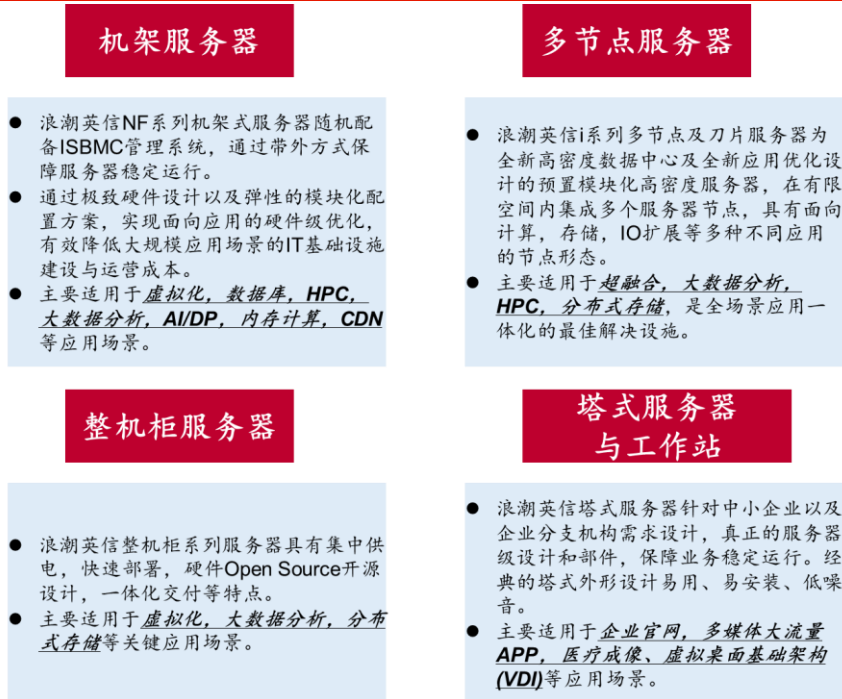 机架服务器
● 浪潮英信NF系列机架式服务器随机配
备ISBMC管理系统，通过带外方式保
障服务器稳定运行。
● 通过极致硬件设计以及弹性的模块化配
置方案，实现面向应用的硬件级优化，
有效降低大规模应用场景的IT基础设施
建设与运营成本。
● 主要适用于虚拟化，数据库，HPC，
大数据分析，AI/DP，内存计算，CDN
等应用场景。
多节点服务器
● 浪潮英信i系列多节点及刀片服务器为
全新高密度数据中心及全新应用优化设
计的预置模块化高密度服务器，在有限
空间内集成多个服务器节点，具有面向
计算，存储，IO扩展等多种不同应用
的节点形态。
● 主要适用于超融合，大数据分析，
HPC，分布式存储，是全场景应用一
体化的最佳解决设施。
整机柜服务器
● 浪潮英信整机柜系列服务器具有集中供
电，快速部署，硬件Open Source开源
设计，一体化交付等特点。
● 主要适用于虚拟化，大数据分析，分布
式存储等关键应用场景。
塔式服务器
与工作站
● 浪潮英信塔式服务器针对中小企业以及
企业分支机构需求设计，真正的服务器
级设计和部件，保障业务稳定运行。经
典的塔式外形设计易用、易安装、低噪
音。
● 主要适用于企业官网，多媒体大流量
APP，医疗成像、虚拟桌面基础架构
(VDI)等应用场景。